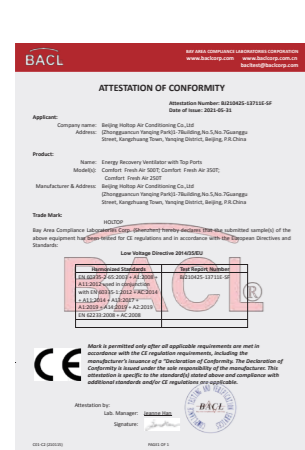 BACL
BAY AREA COMPLIANCE LABORATORIES CORPORATION
www.baclcorp.com www.baclcorp.com.cn
bacltest@baclcorp.com
ATTESTATION OF CONFORMITY
Attestation Number: BJ210425-13711E-SF
Date of Issue: 2021-05-31
Applicant:
Company name: Beijing Holtop Air Conditioning Co.,Ltd
Address: (Zhongguancun Yanqing Park)1-7Building,No.5,No.7Guanggu
Street, Kangzhuang Town, Yanqing District, Beijing, P.R.China
Product:
Name: Energy Recovery Ventilator with Top Ports
Model(s): Comfort Fresh Air 500T; Comfort Fresh Air 350T;
Comfort Fresh Air 250T
Manufacturer & Address: Beijing Holtop Air Conditioning Co.,Ltd
(Zhongguancun Yanqing Park)1-7Building,No.5,No.7Guanggu
Street, Kangzhuang Town, Yanqing District, Beijing, P.R.China
Trade Mark:
HOLTOP
Bay Area Compliance Laboratories Corp. (Shenzhen) hereby declares that the submitted sample(s) of the
above equipment has been tested for CE regulations and in accordance with the European Directives and
Standards:
Low Voltage Directive 2014/35/EU
Harmonized Standards Test Report Number
EN 60335-2-65:2003 + A1:2008 + BJ210425-13711E-SF
A11:2012 used in conjunction
with EN 60335-1:2012 + AC:2014
+ A11:2014 + A13:2017 +
A1:2019 + A14:2019 + A2:2019
EN 62233:2008 + AC:2008
BACL®
CE
Mark is permitted only after all applicable requirements are met in
accordance with the CE regulation requirements, including the
manufacturer's issuance of a "Declaration of Conformity. The Declaration of
Conformity is issued under the sole responsibility of the manufacturer. This
attestation is specific to the standard(s) stated above and compliance with
additional standards and/or CE regulations are applicable.
Attestation by:
Lab. Manager: Jeanne Han
Signature:
BACL
PAGE1 OF 1